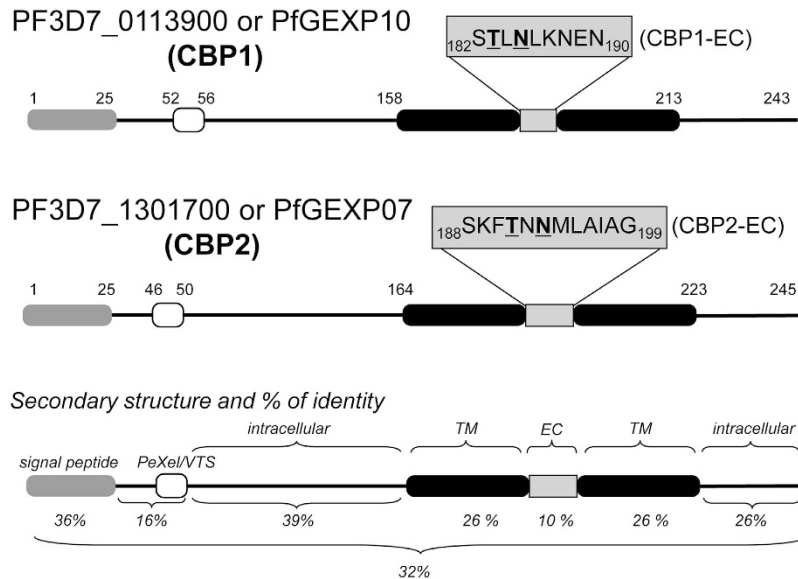 PF3D7_0113900 or PfGEXP10
(CBP1)
182STLNLKNEN190 (CBP1-EC)
1 25 52 56 158 213 243
PF3D7_1301700 or PfGEXP07
(CBP2)
188SKFTNNMLAIAG199 (CBP2-EC)
1 25 46 50 164 223 245
Secondary structure and % of identity
intracellular TM EC TM intracellular
signal peptide PeXel/VTS
36% 16% 39% 26 % 10 % 26 % 26%
32%